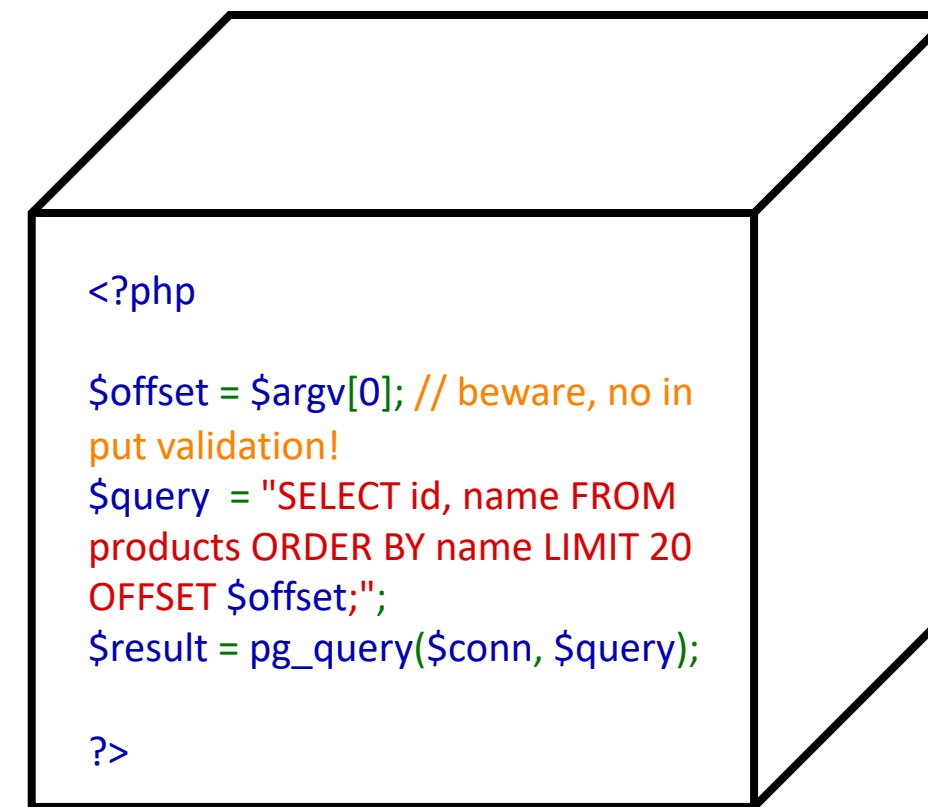 <?php
$offset = $argv[0]; // beware, no in
put validation!
$query  = "SELECT id, name FROM
products ORDER BY name LIMIT 20
OFFSET $offset;";
$result = pg_query($conn, $query);
?>